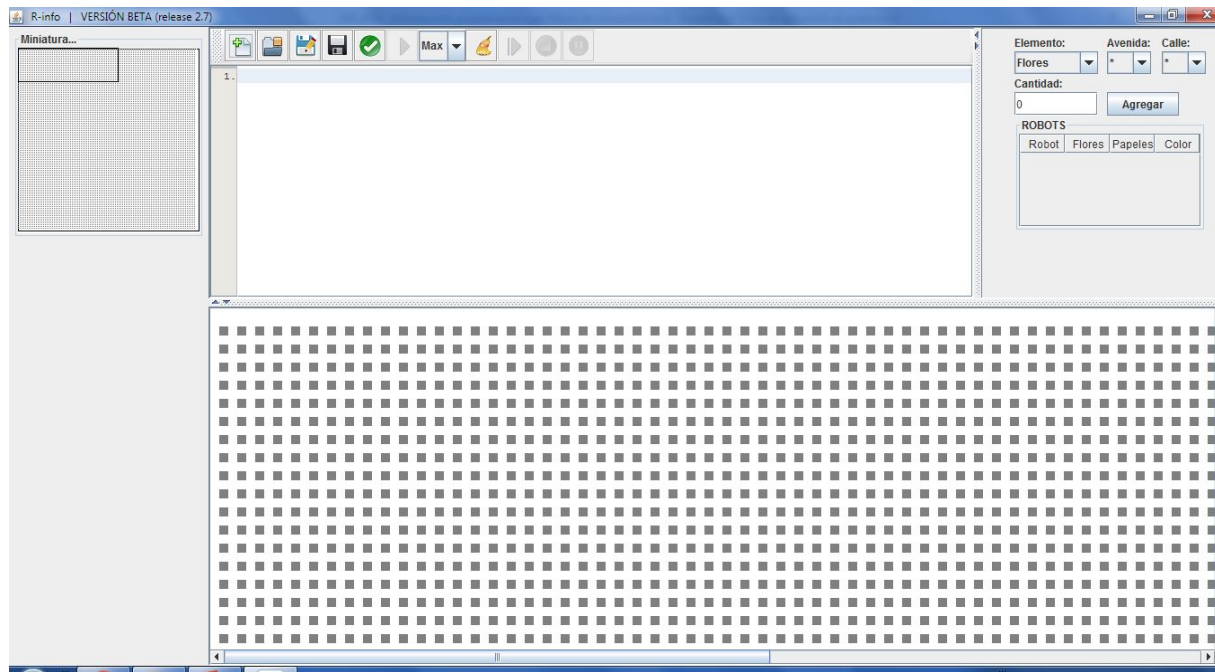 R-info | VERSIÓN BETA (release 2.7)
Miniatura...
Max
1.
Elemento: Avenida: Calle:
Flores * *
Cantidad:
0 Agregar
ROBOTS
Robot Flores Papeles Color